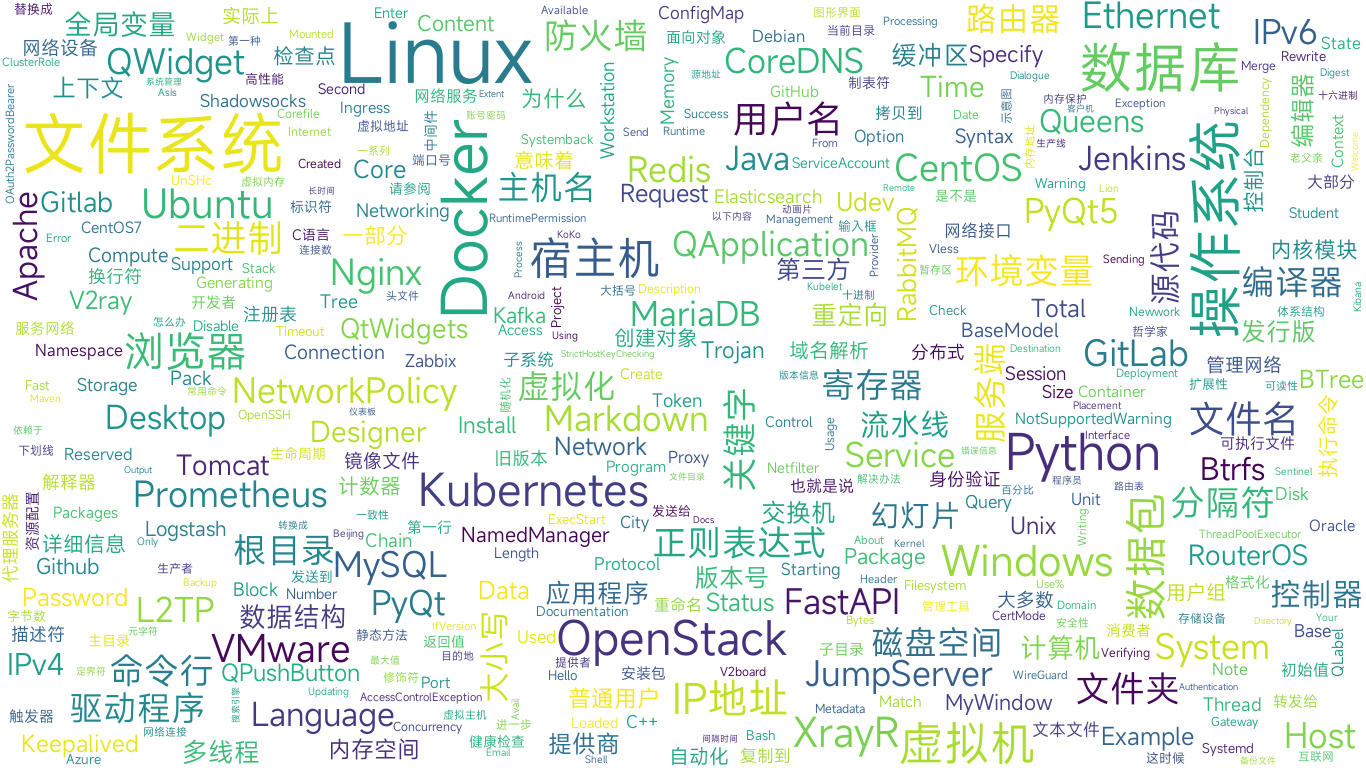 替换成
全局变量
实际上
Enter
Content
Linux
防火墙
Available
ConfigMap
图形界面
Processing
路由器
Ethernet
IPv6
State
网络设备
Widget
第一种
Mounted
检查点
面向对象
Debian
当前目录
缓冲区
Specify
数据库
Rewrite
Merge
ClusterRole
QWidget
系统管理
AsIs
高性能
CoreDNS
源地址
制表符
Dialogue
Digest
十六进制
上下文
Shadowsocks
Second
Ingress
网络服务
Extent
为什么
Workstation
Memory
GitHub
Time
示意图
内存保护
客户机
Exception
Physical
Dependency
编辑器
OAuth2PasswordBearer
文件系统
Corefile
Internet
虚拟地址
中间件
账号密码
Systemback
Send
Runtime
Success
用户名
From
拷贝到
Option
Date
Syntax
Queens
内存地址
生产线
操作系统
Context
Welcome
老父亲
一系列
端口号
Docker
意味着
Redis
Java
ServiceAccount
CentOS
Jenkins
控制台
大部分
UnSHc
虚拟内存
Created
Core
主机名
Request
Elasticsearch
Remote
是不是
Warning
Lion
Student
Apache
Gitlab
Ubuntu
长时间
标识符
请参阅
Networking
RuntimePermission
以下内容
动画片
Management
Udev
RabbitMQ
PyQt5
源代码
CentOS7
Error
二进制
C语言
连接数
一部分
KoKo
Process
宿主机
QApplication
输入框
Provider
网络接口
Vless
Sending
内核模块
Compute
Support
Stack
换行符
Generating
Nginx
Android
大括号
Description
第三方
Kubelet
暂存区
环境变量
编译器
Kibana
V2ray
开发者
Tree
头文件
Kafka
Project
MariaDB
十进制
重定向
Check
Total
Newwork
体系结构
服务网络
怎么办
Disable
注册表
Timeout
QtWidgets
Access
Using
创建对象
BaseModel
哲学家
发行版
Namespace
浏览器
Connection
Zabbix
子系统
StrictHostKeyChecking
Trojan
域名解析
分布式
服务端
Destination
GitLab
管理网络
Fast
Maven
Storage
Pack
常用命令
NetworkPolicy
随机化
虚拟化
Create
版本信息
寄存器
Session
Deployment
Size
Container
扩展性
可读性
BTree
依赖于
Desktop
OpenSSH
仪表板
Install
Markdown
Token
关键字
Control
Usage
流水线
Placement
NotSupportedWarning
文件名
执行命令
下划线
Reserved
Designer
Network
Proxy
Service
错误信息
Python
Interface
可执行文件
Output
Tomcat
生命周期
镜像文件
旧版本
Program
文件目录
Netfilter
也就是说
解决办法
身份验证
程序员
百分比
路由表
Btrfs
Sentinel
解释器
Prometheus
计数器
Kubernetes
发送给
Docs
交换机
幻灯片
Query
Unit
Writing
数据包
分隔符
Disk
代理服务器
资源配置
Packages
Logstash
转换成
一致性
第一行
ExecStart
City
Unix
ThreadPoolExecutor
Oracle
详细信息
Only
根目录
Beijing
Chain
NamedManager
Length
正则表达式
About
Kernel
Package
Windows
RouterOS
Github
生产者
发送到
MySQL
Protocol
版本号
Starting
Header
Filesystem
Use%
用户组
格式化
Password
Backup
Block
Number
PyQt
Data
应用程序
Documentation
重命名
Status
FastAPI
Bytes
管理工具
大多数
CertMode
Domain
存储设备
控制器
Your
字节数
L2TP
数据结构
IfVersion
大小写
安全性
消费者
Directory
描述符
主目录
元字符
VMware
静态方法
返回值
目的地
Used
OpenStack
子目录
磁盘空间
计算机
Verifying
System
Base
QLabel
IPv4
定界符
命令行
QPushButton
最大值
修饰符
Port
提供者
Hello
安装包
V2board
JumpServer
WireGuard
Note
初始值
Authentication
触发器
驱动程序
搜索引擎
Updating
AccessControlException
Avail
普通用户
IP地址
Metadata
Match
MyWindow
文件夹
Thread
转发给
网络连接
Language
Concurrency
虚拟主机
进一步
Loaded
C++
XrayR
虚拟机
文本文件
Example
Gateway
Host
Keepalived
Azure
多线程
内存空间
健康检查
Email
提供商
Shell
自动化
间隔时间
Bash
复制到
这时候
Systemd
备份文件
互联网